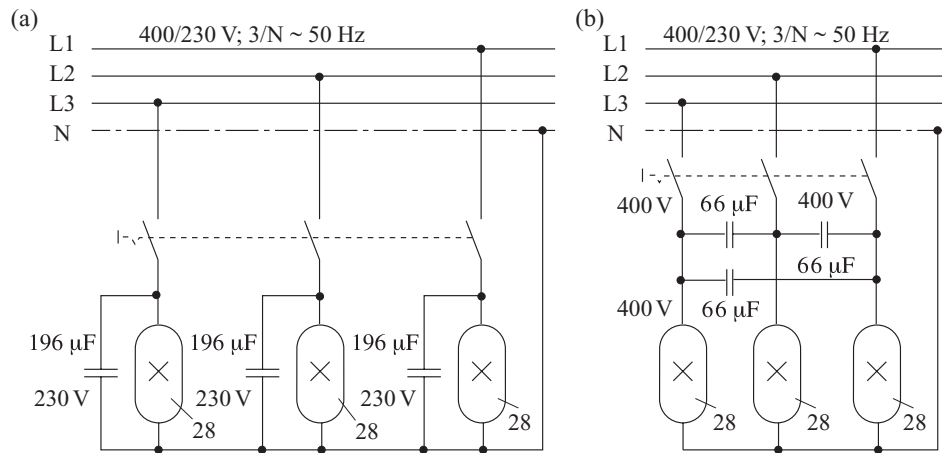 (a)
400/230 V; 3/N ~ 50 Hz
L1
L2
L3
N
196 µF
196 µF
196 µF
230 V
230 V
230 V
28
28
28
(b)
400/230 V; 3/N ~ 50 Hz
L1
L2
L3
N
400 V
66 µF
400 V
66 µF
400 V
66 µF
28
28
28